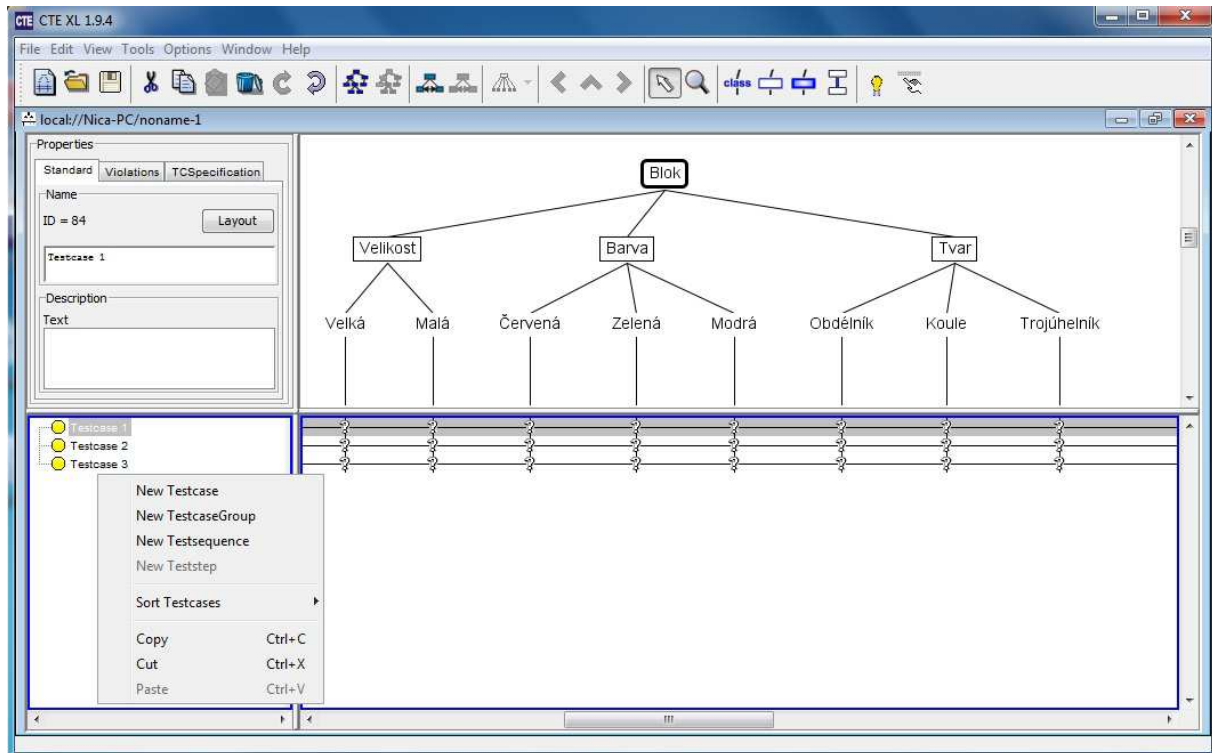 CTE CTE XL 1.9.4
File Edit View Tools Options Window Help
class
local://Nica-PC/noname-1
Properties
Standard Violations TCSpecification
Name
ID = 84 Layout
Testcase 1
Description
Text
Blok
Velikost Barva Tvar
Velká Malá Červená Zelená Modrá Obdélník Koule Trojúhelník
Testcase 1
Testcase 2
Testcase 3
New Testcase
New TestcaseGroup
New Testsequence
New Teststep
Sort Testcases
Copy Ctrl+C
Cut Ctrl+X
Paste Ctrl+V